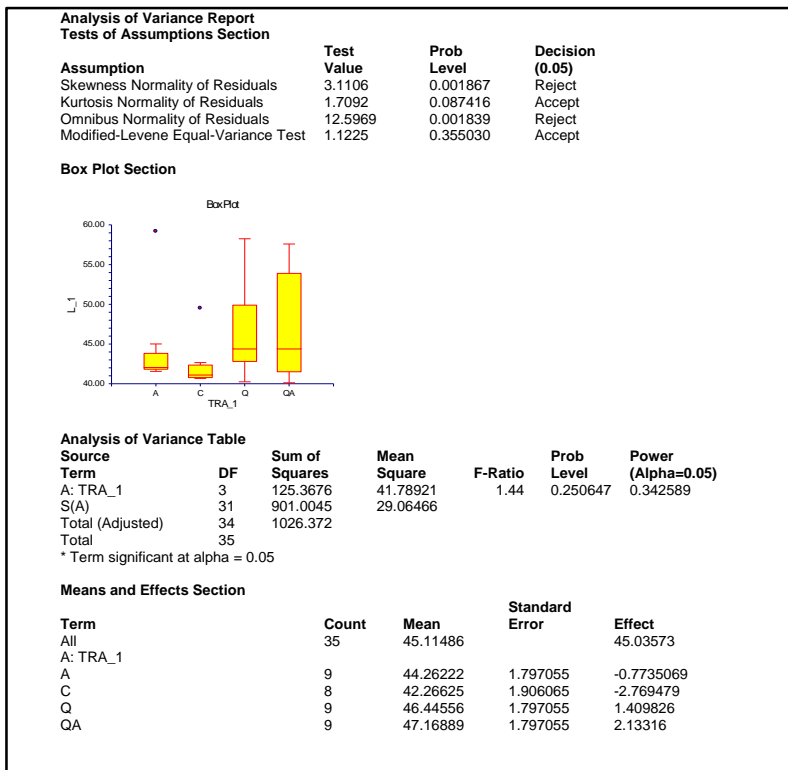 Analysis of Variance Report
Tests of Assumptions Section
Test Prob Decision
Assumption Value Level (0.05)
Skewness Normality of Residuals 3.1106 0.001867 Reject
Kurtosis Normality of Residuals 1.7092 0.087416 Accept
Omnibus Normality of Residuals 12.5969 0.001839 Reject
Modified-Levene Equal-Variance Test 1.1225 0.355030 Accept
Box Plot Section
Box Plot
60.00
55.00
50.00
45.00
40.00
L_1
A C Q QA
TRA_1
Analysis of Variance Table
Source Sum of Mean Prob Power
Term DF Squares Square F-Ratio Level (Alpha=0.05)
A: TRA_1 3 125.3676 41.78921 1.44 0.250647 0.342589
S(A) 31 901.0045 29.06466
Total (Adjusted) 34 1026.372
Total 35
* Term significant at alpha = 0.05
Means and Effects Section
Standard
Term Count Mean Error Effect
All 35 45.11486 45.03573
A: TRA_1
A 9 44.26222 1.797055 -0.7735069
C 8 42.26625 1.906065 -2.769479
Q 9 46.44556 1.797055 1.409826
QA 9 47.16889 1.797055 2.13316